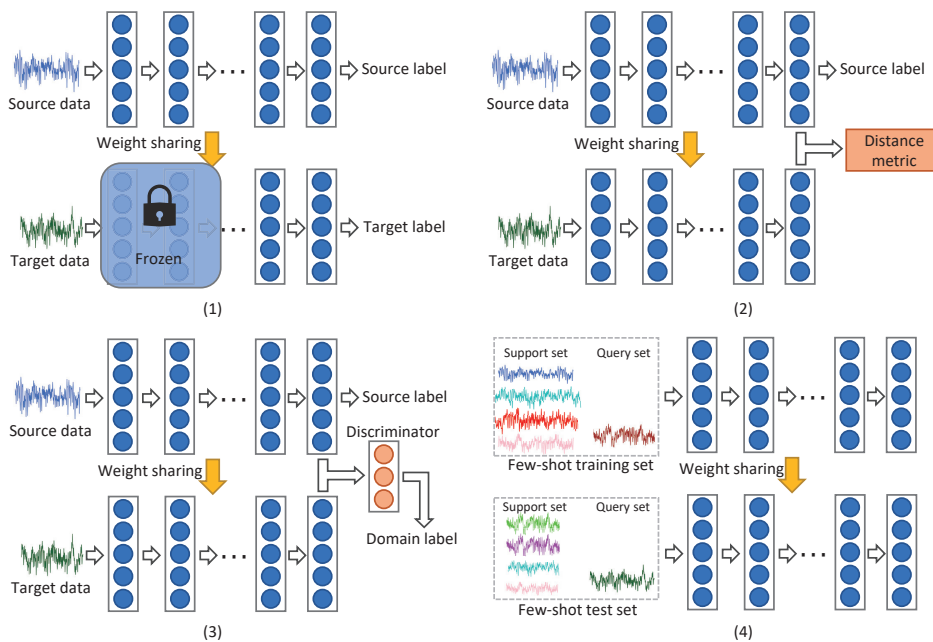 Source data
Source label
Weight sharing
Frozen
Target data
Target label
(1)
Source data
Source label
Weight sharing
Distance
metric
Target data
(2)
Source data
Source label
Discriminator
Weight sharing
Target data
Domain label
(3)
Support set
Query set
Few-shot training set
Weight sharing
Support set
Query set
Few-shot test set
(4)